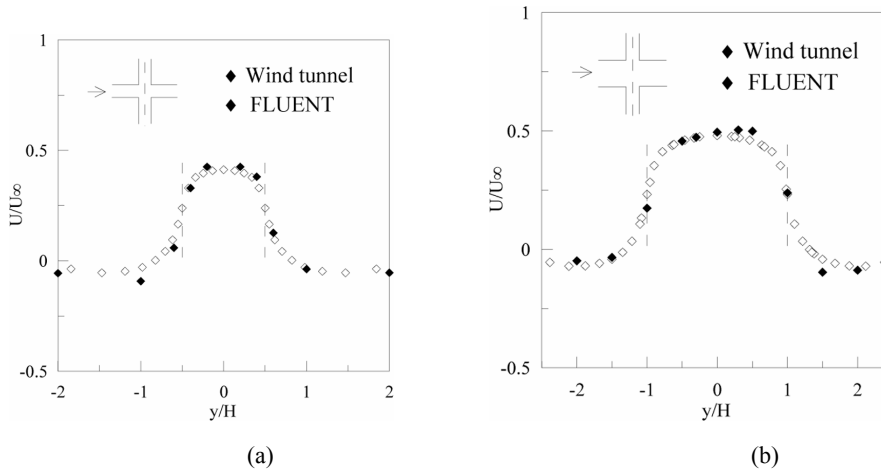 1
0.5
0
-0.5
U/U∞
Wind tunnel
FLUENT
-2
-1
0
1
2
y/H
(a)
1
0.5
0
-0.5
U/U∞
Wind tunnel
FLUENT
-2
-1
0
1
2
y/H
(b)